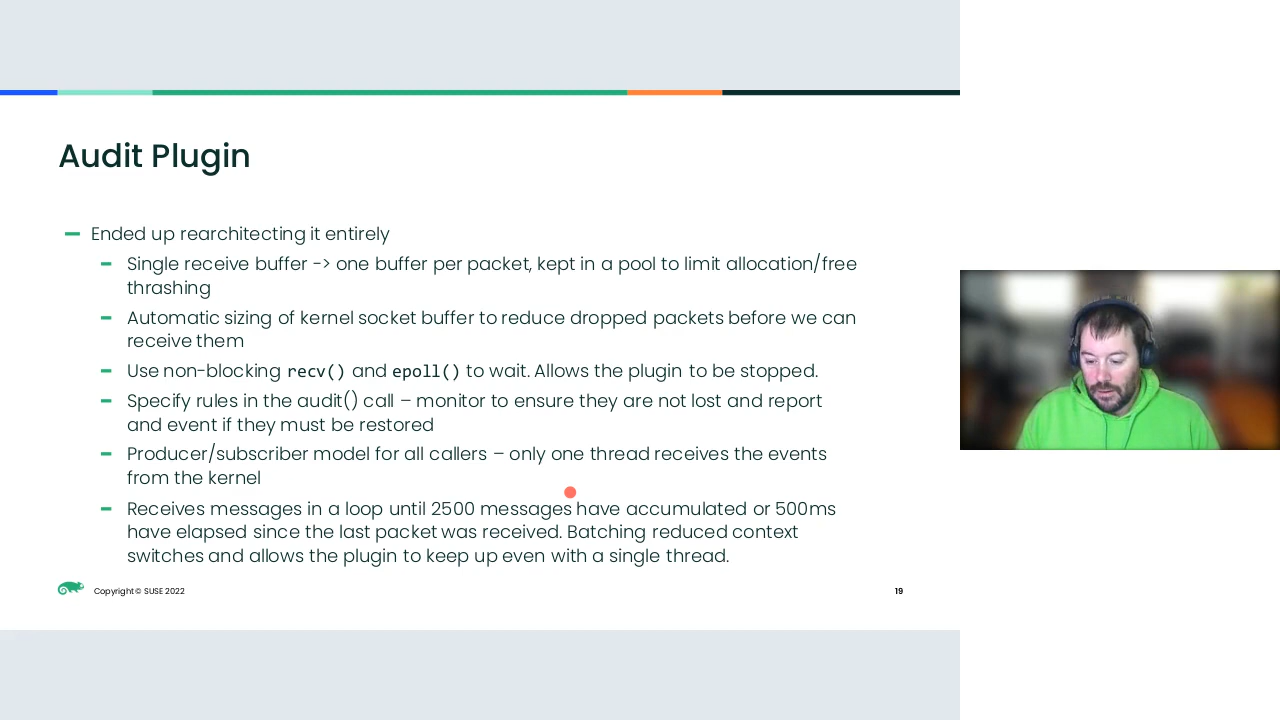 Audit Plugin
Ended up rearchitecting it entirely
Single receive buffer -> one buffer per packet, kept in a pool to limit allocation/free
thrashing
Automatic sizing of kernel socket buffer to reduce dropped packets before we can
receive them
Use non-blocking recv() and epoll() to wait. Allows the plugin to be stopped.
Specify rules in the audit() call – monitor to ensure they are not lost and report
and event if they must be restored
Producer/subscriber model for all callers – only one thread receives the events
from the kernel
Receives messages in a loop until 2500 messages have accumulated or 500ms
have elapsed since the last packet was received. Batching reduced context
switches and allows the plugin to keep up even with a single thread.
Copyright © SUSE 2022
19